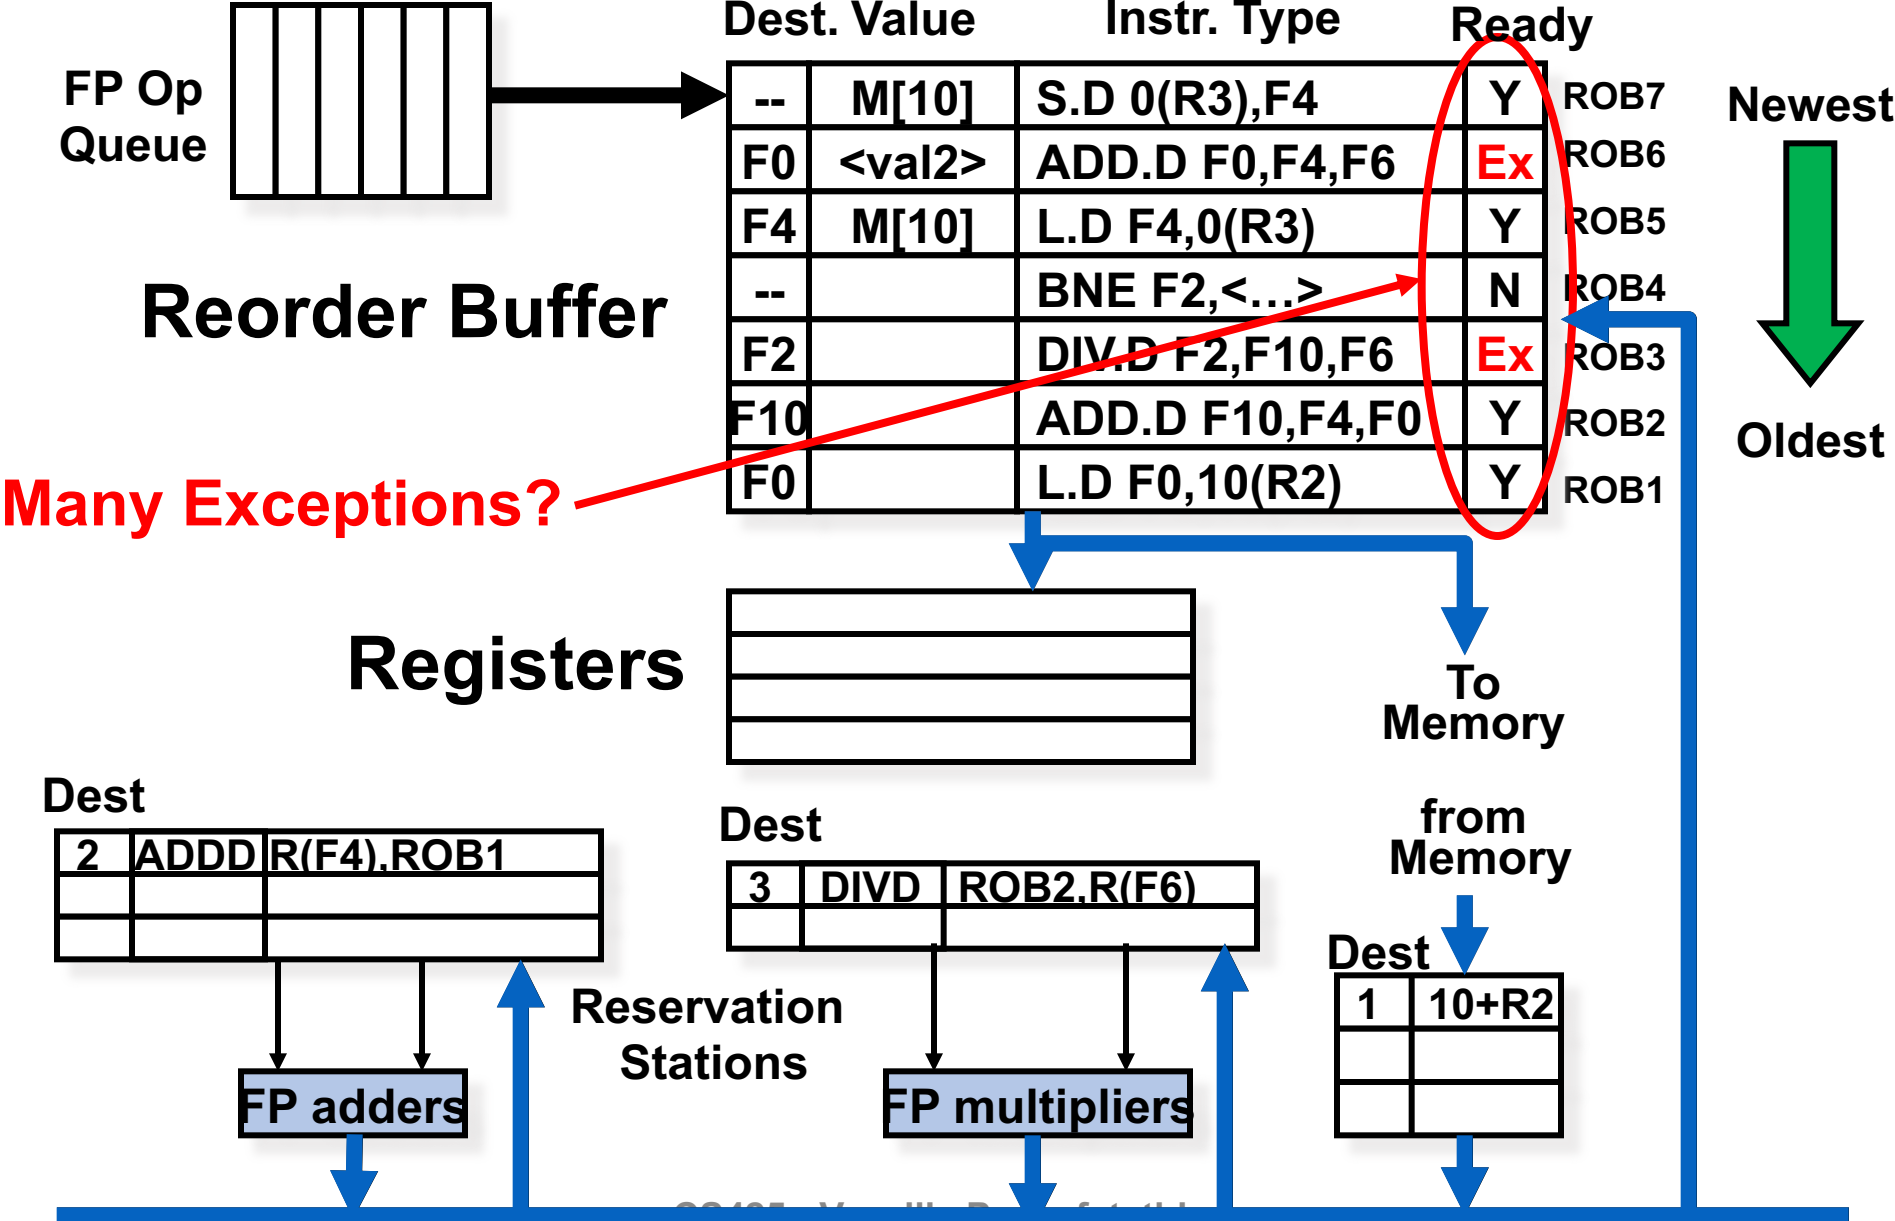 Dest. Value Instr. Type Ready
FP Op
Queue
-- M[10] S.D 0(R3),F4 Y ROB7
F0 <val2> ADD.D F0,F4,F6 Ex ROB6
F4 M[10] L.D F4,0(R3) Y ROB5
-- BNE F2,<…> N ROB4
F2 DIV.D F2,F10,F6 Ex ROB3
F10 ADD.D F10,F4,F0 Y ROB2
F0 L.D F0,10(R2) Y ROB1
Newest
Oldest
Reorder Buffer
Many Exceptions?
Registers
To
Memory
from
Memory
Dest
2 ADDD R(F4),ROB1
Dest
3 DIVD ROB2,R(F6)
Dest
1 10+R2
Reservation
Stations
FP adders
FP multipliers